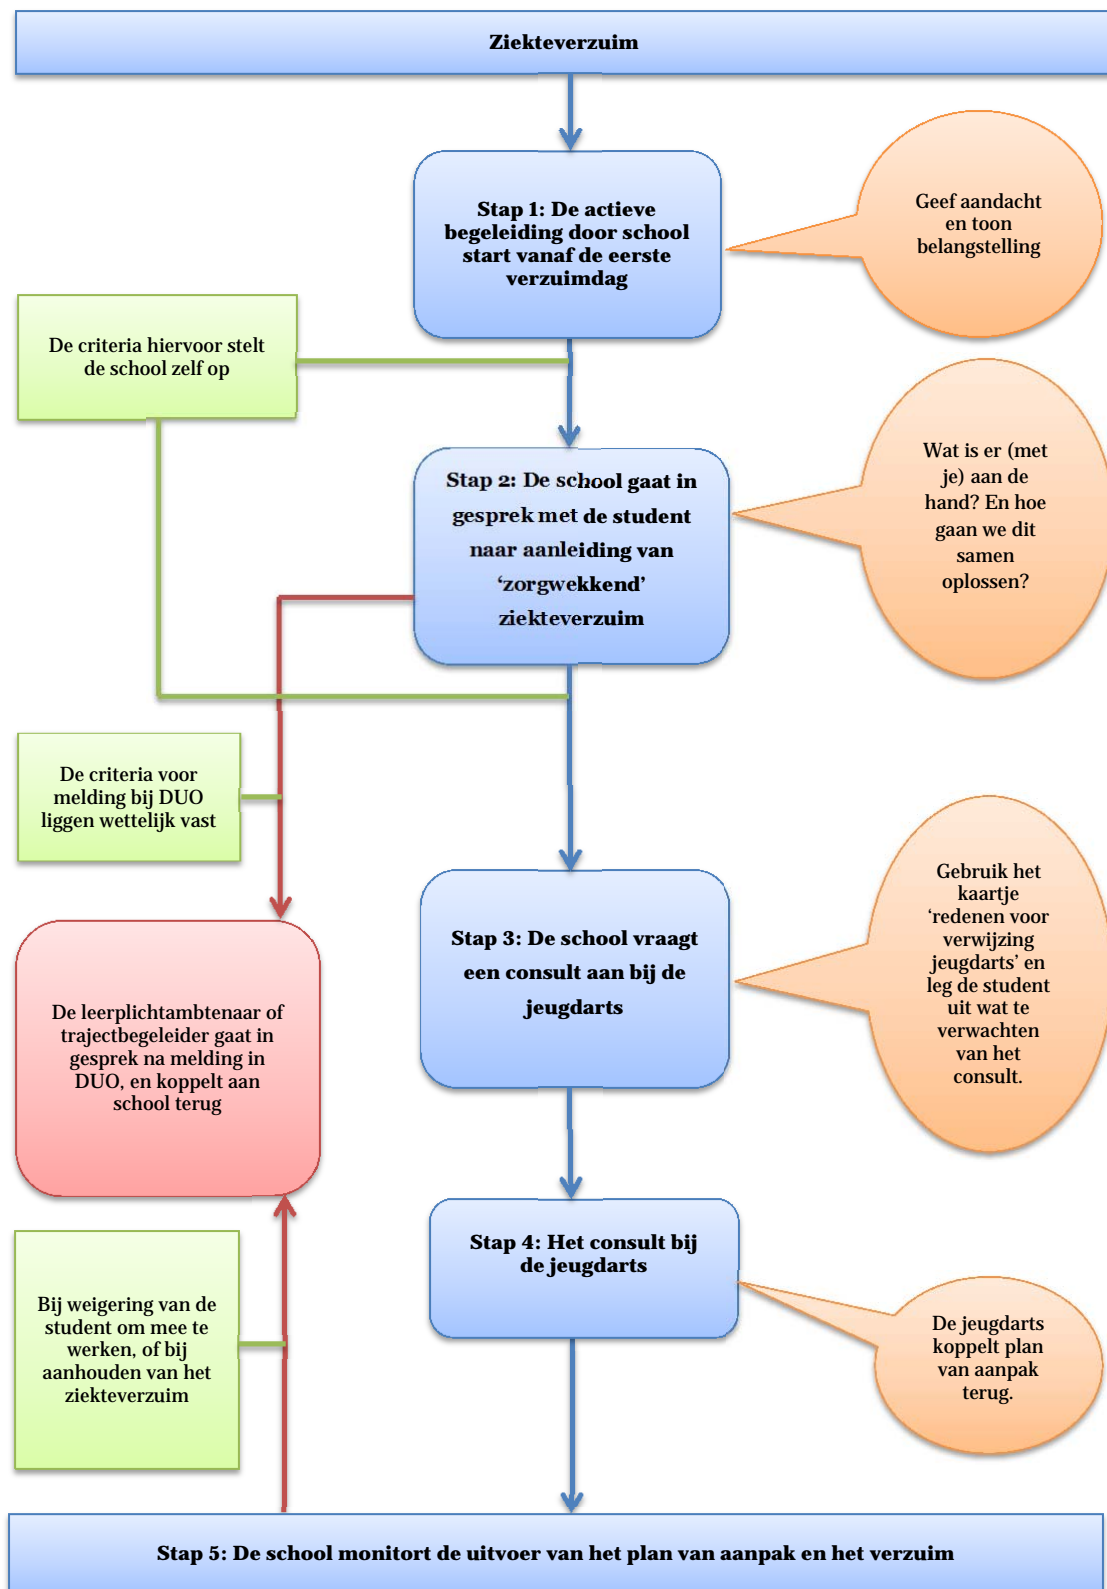 Ziekteverzuim
Stap 1: De actieve
begeleiding door school
start vanaf de eerste
verzuimdag
Geef aandacht
en toon
belangstelling
De criteria hiervoor stelt
de school zelf op
Stap 2: De school gaat in
gesprek met de student
naar aanleiding van
‘zorgwekkend’
ziekteverzuim
Wat is er (met
je) aan de
hand? En hoe
gaan we dit
samen
oplossen?
De criteria voor
melding bij DUO
liggen wettelijk vast
Stap 3: De school vraagt
een consult aan bij de
jeugdarts
Gebruik het
kaartje
‘redenen voor
verwijzing
jeugdarts’ en
leg de student
uit wat te
verwachten
van het
consult.
De leerplichtambtenaar of
trajectbegeleider gaat in
gesprek na melding in
DUO, en koppelt aan
school terug
Stap 4: Het consult bij
de jeugdarts
Bij weigering van de
student om mee te
werken, of bij
aanhouden van het
ziekteverzuim
De jeugdarts
koppelt plan
van aanpak
terug.
Stap 5: De school monitort de uitvoer van het plan van aanpak en het verzuim